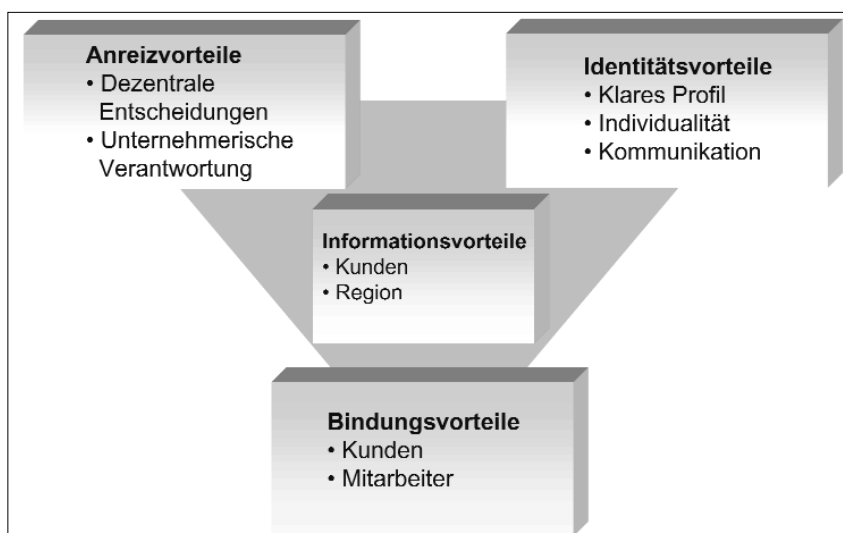 Anreizvorteile
• Dezentrale
Entscheidungen
• Unternehmerische
Verantwortung
Identitätsvorteile
• Klares Profil
• Individualität
• Kommunikation
Informationsvorteile
• Kunden
• Region
Bindungsvorteile
• Kunden
• Mitarbeiter